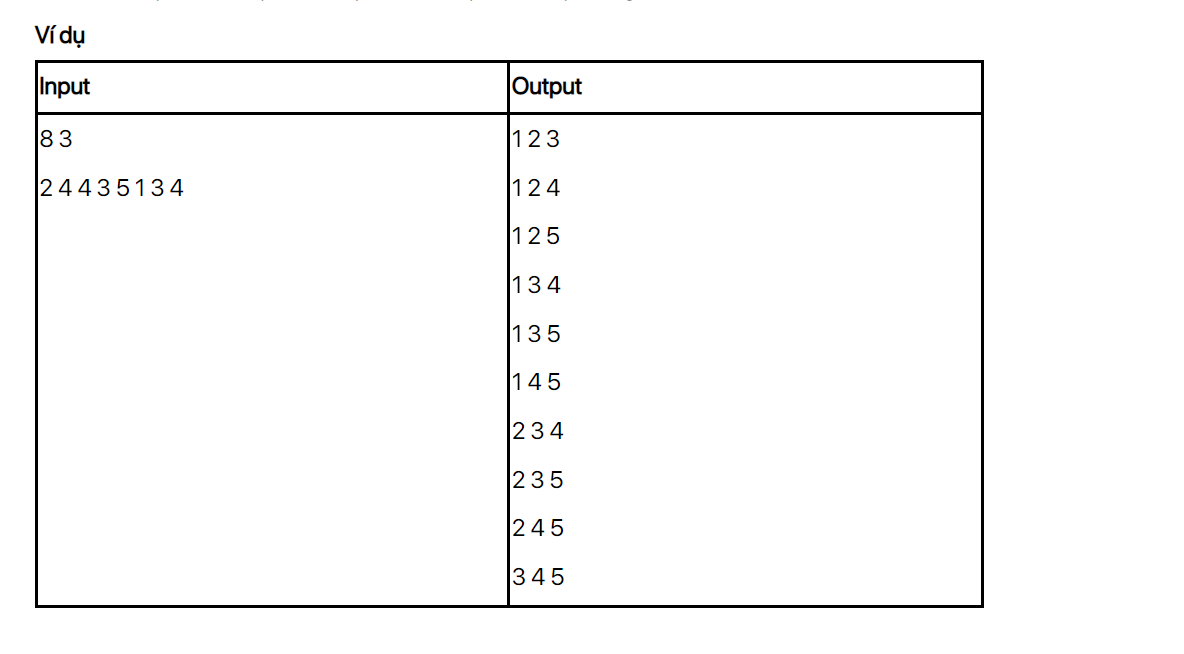 Ví dụ
Input Output
8 3 1 2 3
2 4 4 3 5 1 3 4 1 2 4
1 2 5
1 3 4
1 3 5
1 4 5
2 3 4
2 3 5
2 4 5
3 4 5